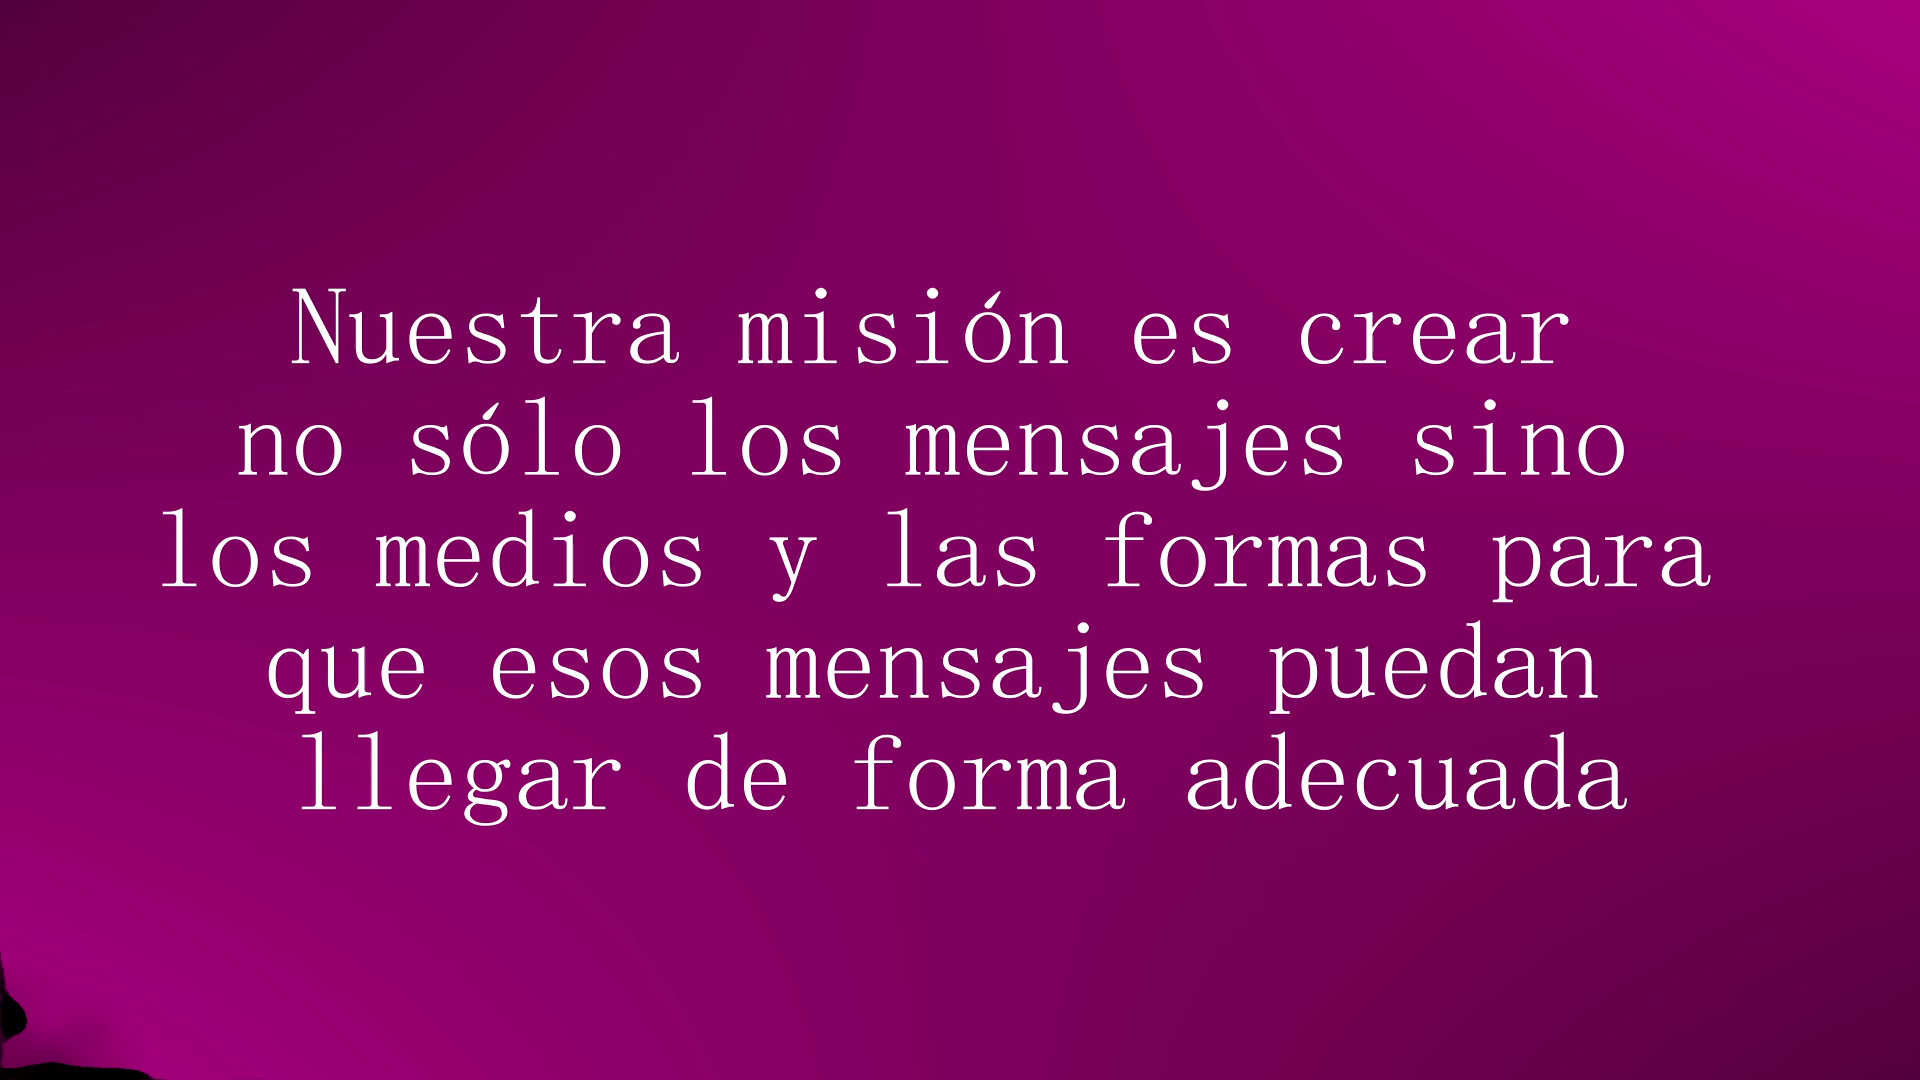 Nuestra misión es crear
no sólo los mensajes sino
los medios y las formas para
que esos mensajes puedan
llegar de forma adecuada